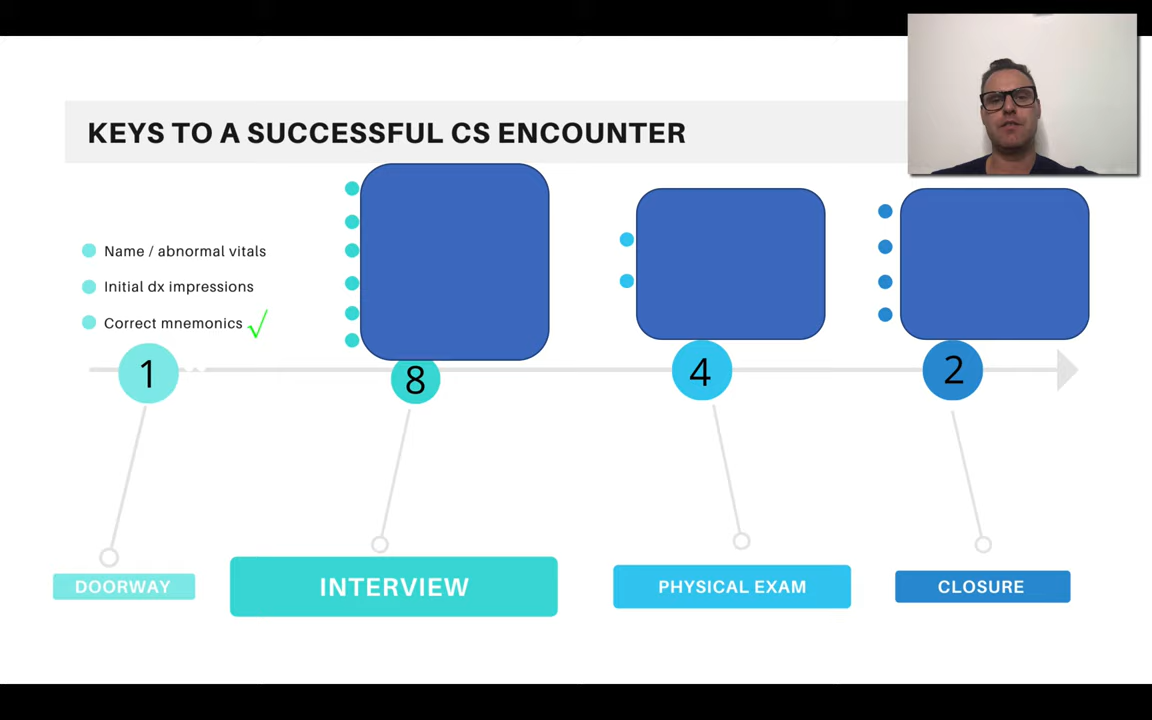 KEYS TO A SUCCESSFUL CS ENCOUNTER
Name / abnormal vitals
Initial dx impressions
Correct mnemonics √
1
8
4
2
DOORWAY
INTERVIEW
PHYSICAL EXAM
CLOSURE